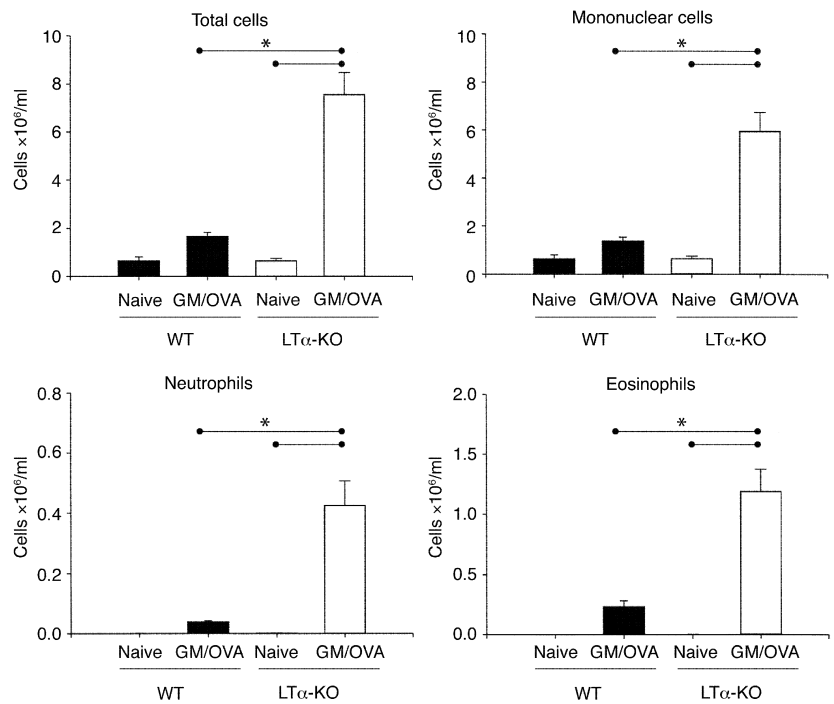 Total cells
10
8
6
4
2
0
Cells ×10⁶/ml
*
Naive GM/OVA Naive GM/OVA
WT LTα-KO
Mononuclear cells
10
8
6
4
2
0
Cells ×10⁶/ml
*
Naive GM/OVA Naive GM/OVA
WT LTα-KO
Neutrophils
0.8
0.6
0.4
0.2
0.0
Cells ×10⁶/ml
*
Naive GM/OVA Naive GM/OVA
WT LTα-KO
Eosinophils
2.0
1.5
1.0
0.5
0.0
Cells ×10⁶/ml
*
Naive GM/OVA Naive GM/OVA
WT LTα-KO